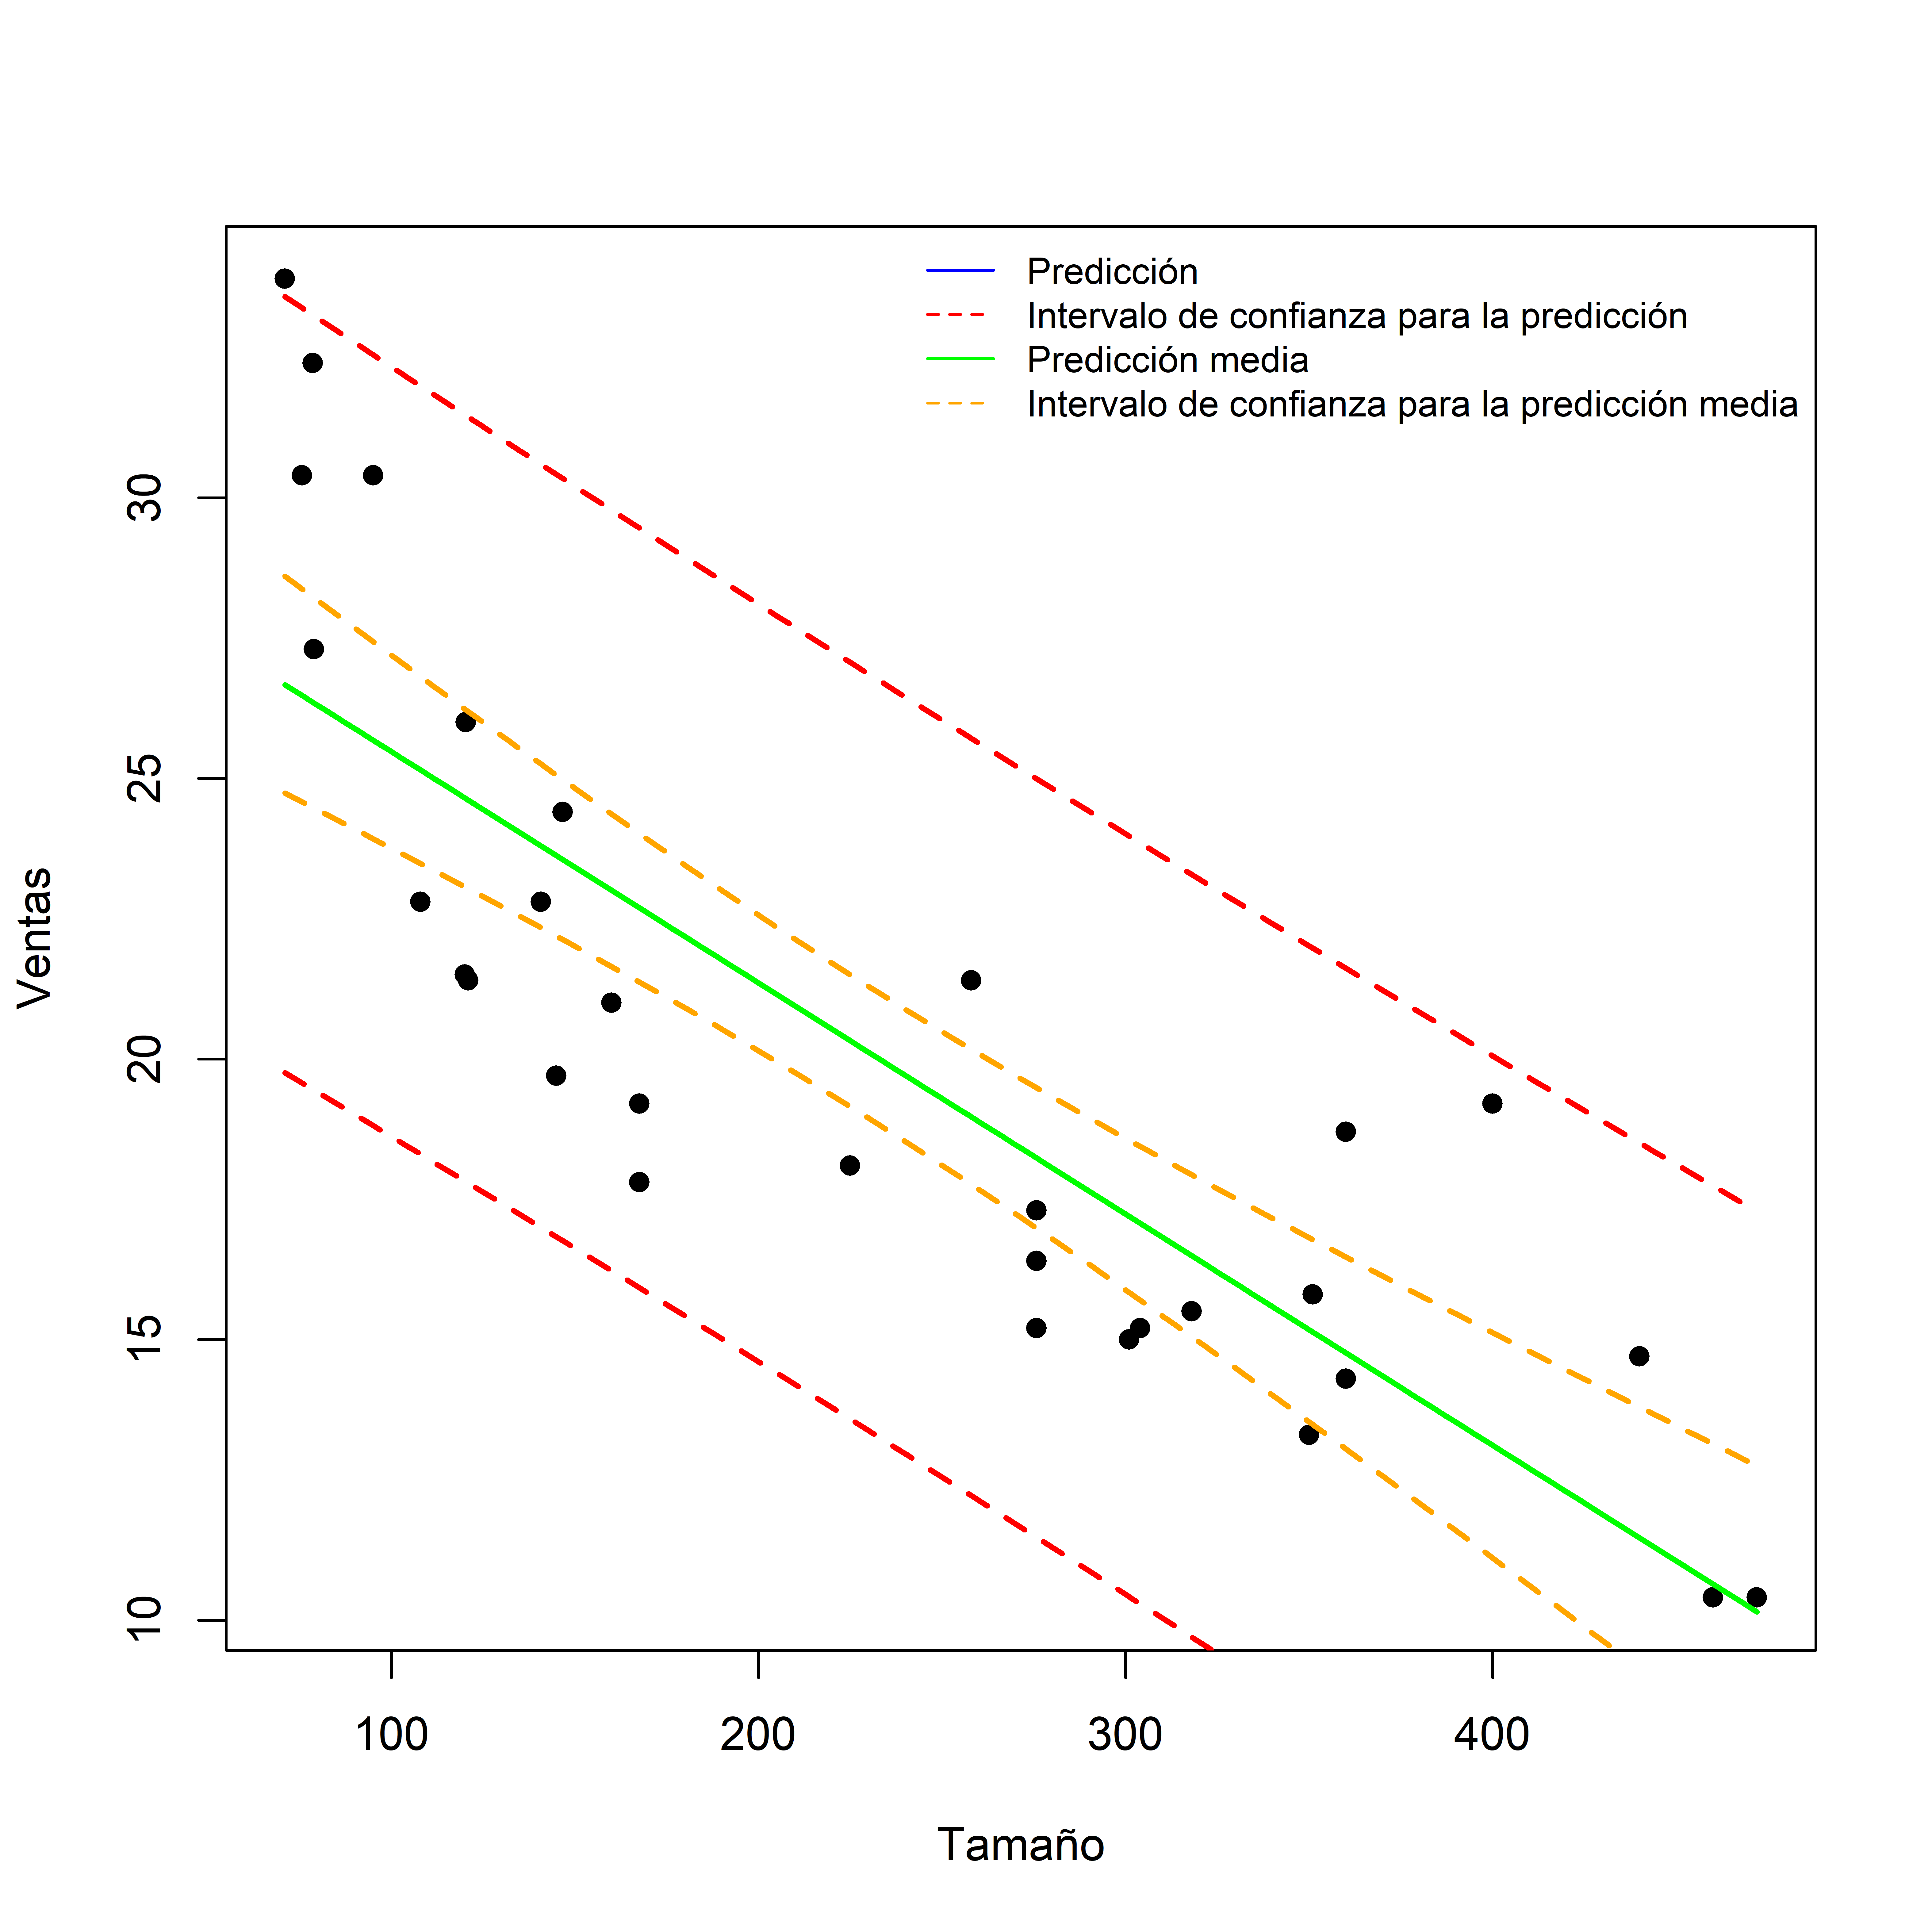 Predicción
Intervalo de confianza para la predicción
Predicción media
Intervalo de confianza para la predicción media
30
25
20
15
10
Ventas
100 200 300 400
Tamaño